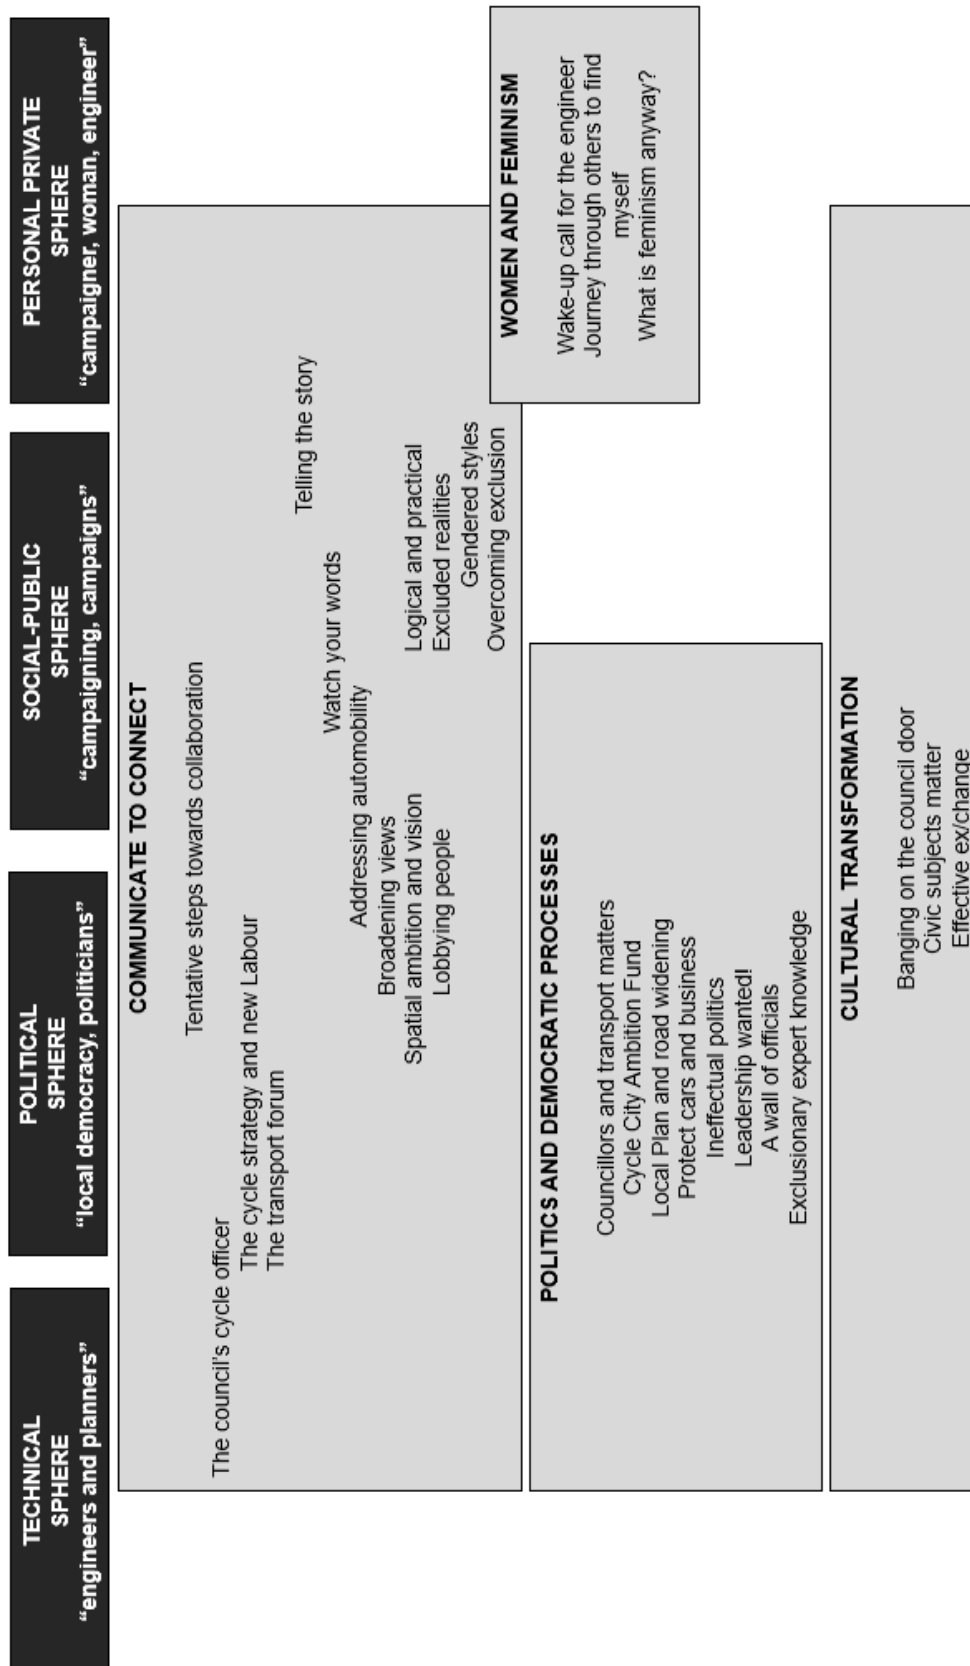 TECHNICAL
SPHERE
“engineers and planners”
POLITICAL
SPHERE
“local democracy, politicians”
SOCIAL-PUBLIC
SPHERE
“campaigning, campaigns”
PERSONAL PRIVATE
SPHERE
“campaigner, woman, engineer”
COMMUNICATE TO CONNECT
Tentative steps towards collaboration
The council's cycle officer
The cycle strategy and new Labour
The transport forum
Telling the story
Watch your words
Addressing automobility
Broadening views
Spatial ambition and vision
Lobbying people
Logical and practical
Excluded realities
Gendered styles
Overcoming exclusion
WOMEN AND FEMINISM
Wake-up call for the engineer
Journey through others to find
myself
What is feminism anyway?
POLITICS AND DEMOCRATIC PROCESSES
Councillors and transport matters
Cycle City Ambition Fund
Local Plan and road widening
Protect cars and business
Ineffectual politics
Leadership wanted!
A wall of officials
Exclusionary expert knowledge
CULTURAL TRANSFORMATION
Banging on the council door
Civic subjects matter
Effective ex/change